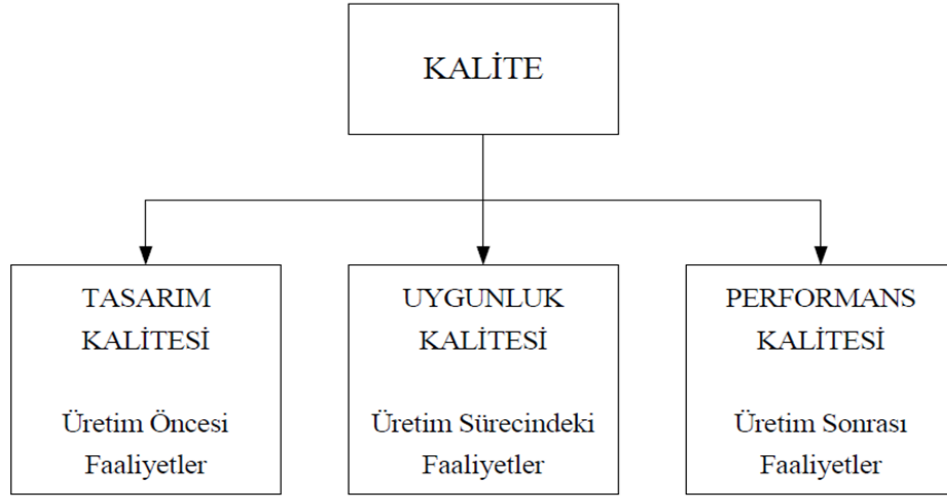 KALİTE
TASARIM
KALİTESİ
Üretim Öncesi
Faaliyetler
UYGUNLUK
KALİTESİ
Üretim Sürecindeki
Faaliyetler
PERFORMANS
KALİTESİ
Üretim Sonrası
Faaliyetler